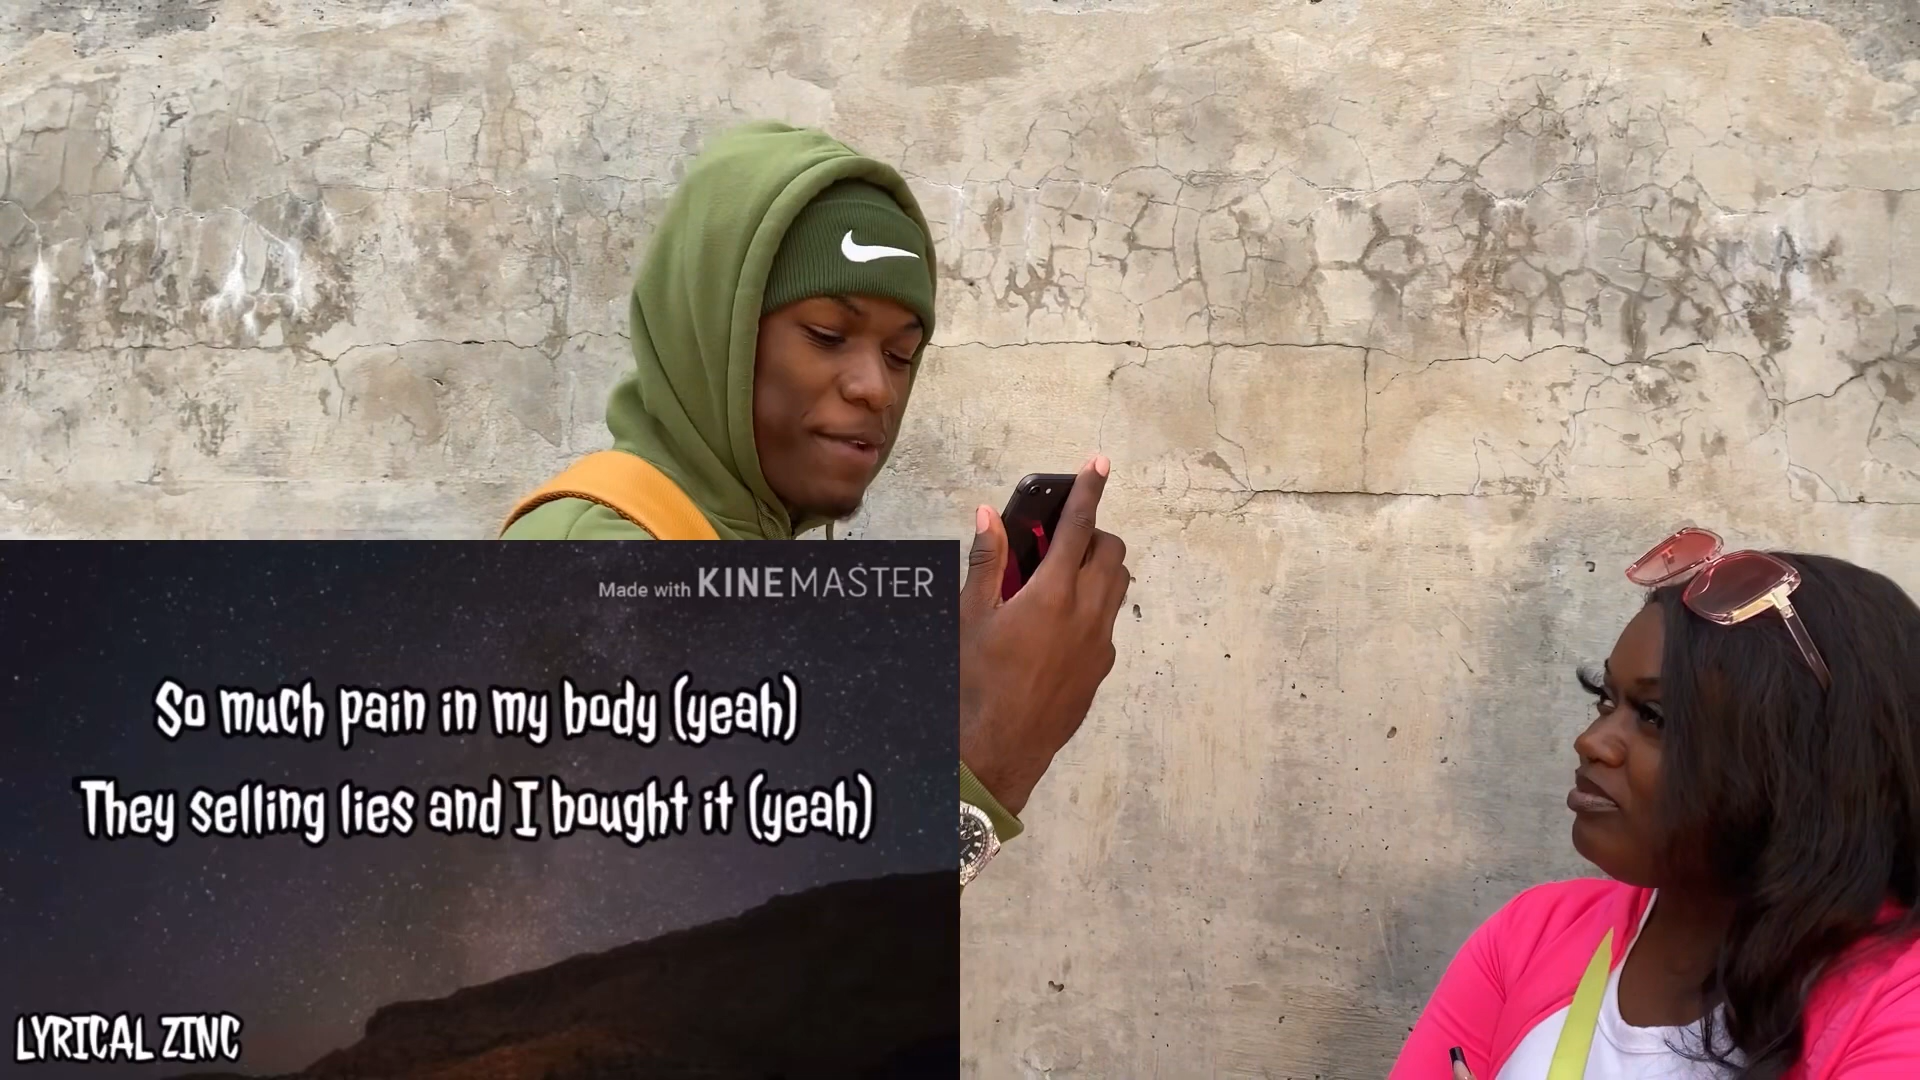 Made with KINEMASTER
So much pain in my body (yeah)
They selling lies and I bought it (yeah)
LYRICAL ZINC